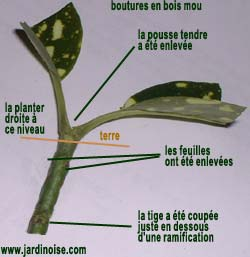 boutures en bois mou
la pousse tendre
a été enlevée
la planter
droite à
ce niveau
terre
les feuilles
ont été enlevées
la tige a été coupée
juste en dessous
d'une ramification
www.jardinoise.com